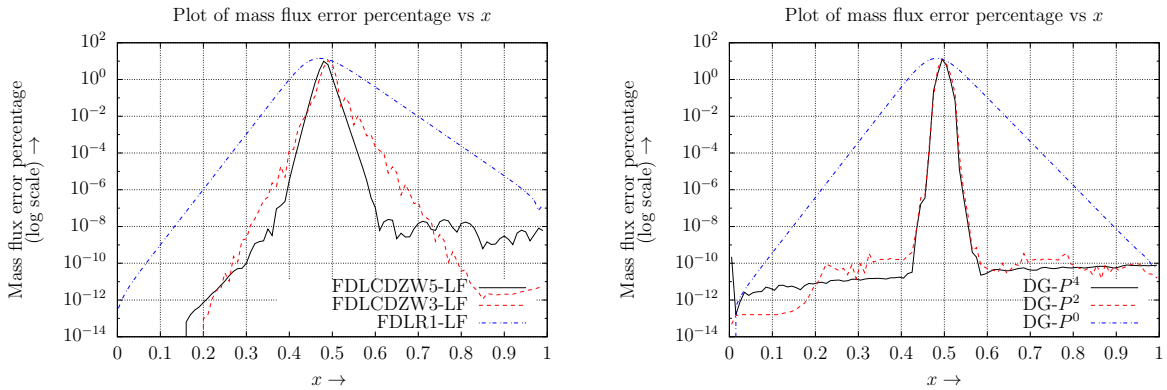 Plot of mass flux error percentage vs x
Mass flux error percentage
(log scale) →
10^2
10^0
10^-2
10^-4
10^-6
10^-8
10^-10
10^-12
10^-14
FDLCDZW5-LF
FDLCDZW3-LF
FDLR1-LF
0 0.1 0.2 0.3 0.4 0.5 0.6 0.7 0.8 0.9 1
x →
Plot of mass flux error percentage vs x
Mass flux error percentage
(log scale) →
10^2
10^0
10^-2
10^-4
10^-6
10^-8
10^-10
10^-12
10^-14
DG-P^4
DG-P^2
DG-P^0
0 0.1 0.2 0.3 0.4 0.5 0.6 0.7 0.8 0.9 1
x →